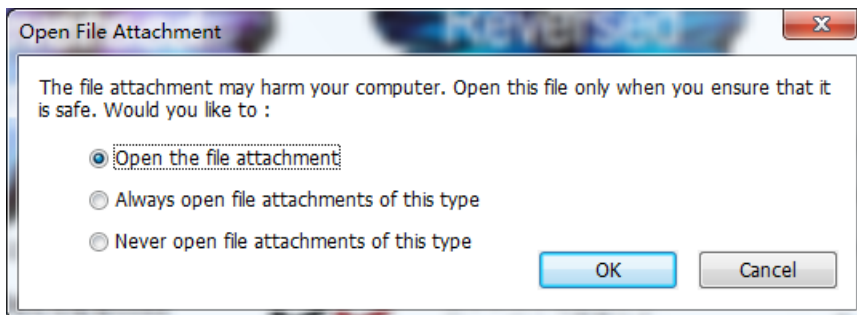 Reversed
Open File Attachment
The file attachment may harm your computer. Open this file only when you ensure that it
is safe. Would you like to :
Open the file attachment
Always open file attachments of this type
Never open file attachments of this type
OK
Cancel